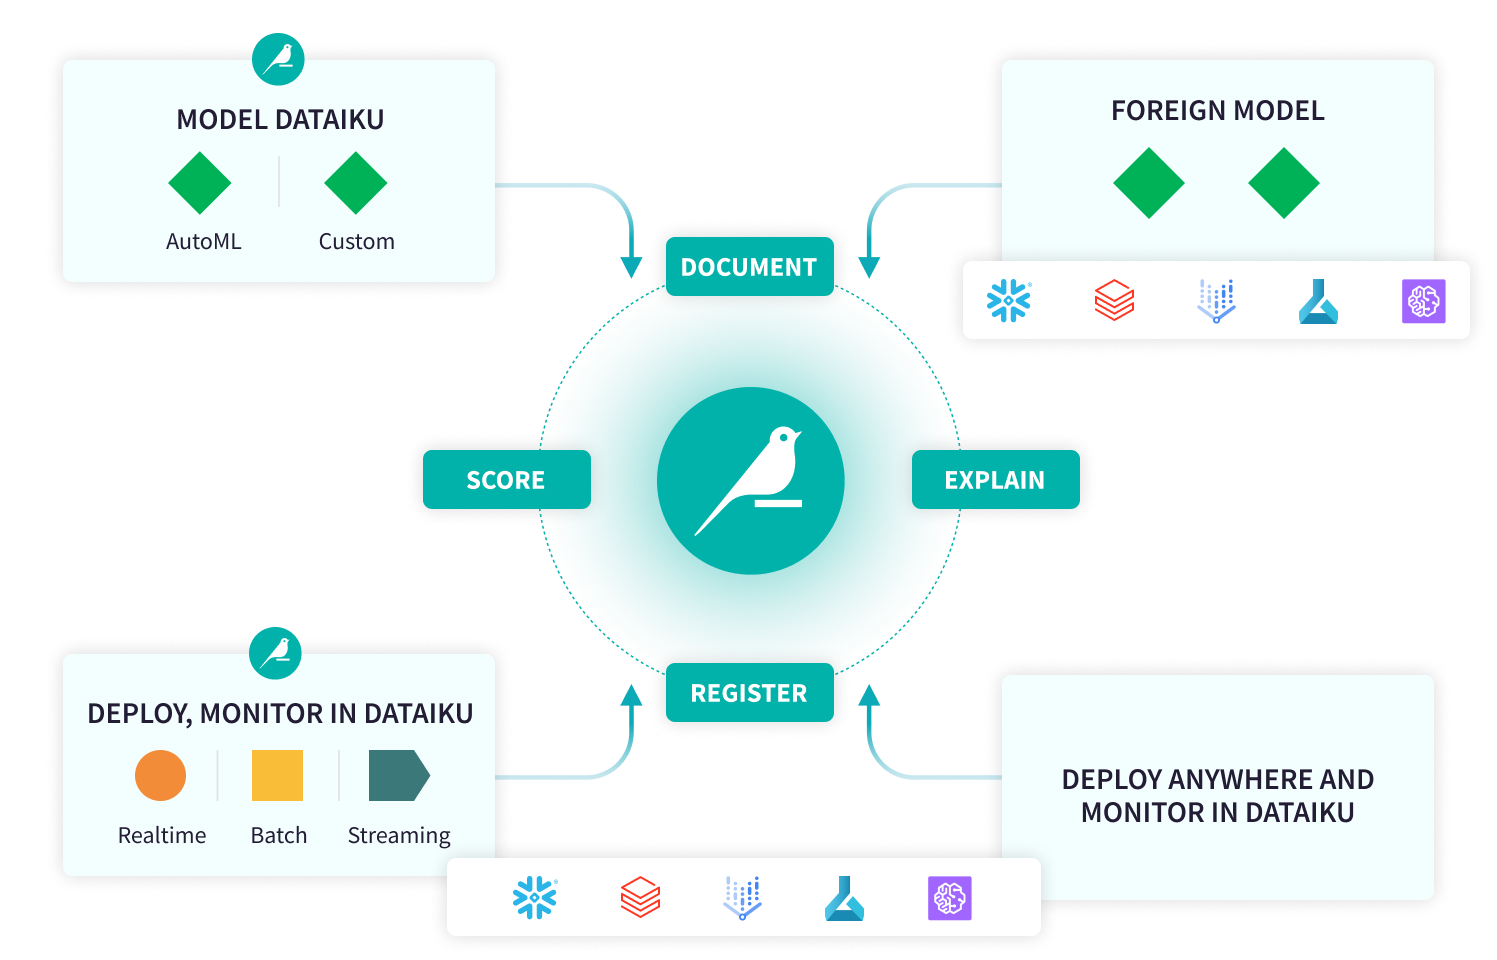 MODEL DATAIKU
AutoML
Custom
FOREIGN MODEL
DOCUMENT
SCORE
EXPLAIN
REGISTER
DEPLOY, MONITOR IN DATAIKU
Realtime
Batch
Streaming
DEPLOY ANYWHERE AND
MONITOR IN DATAIKU